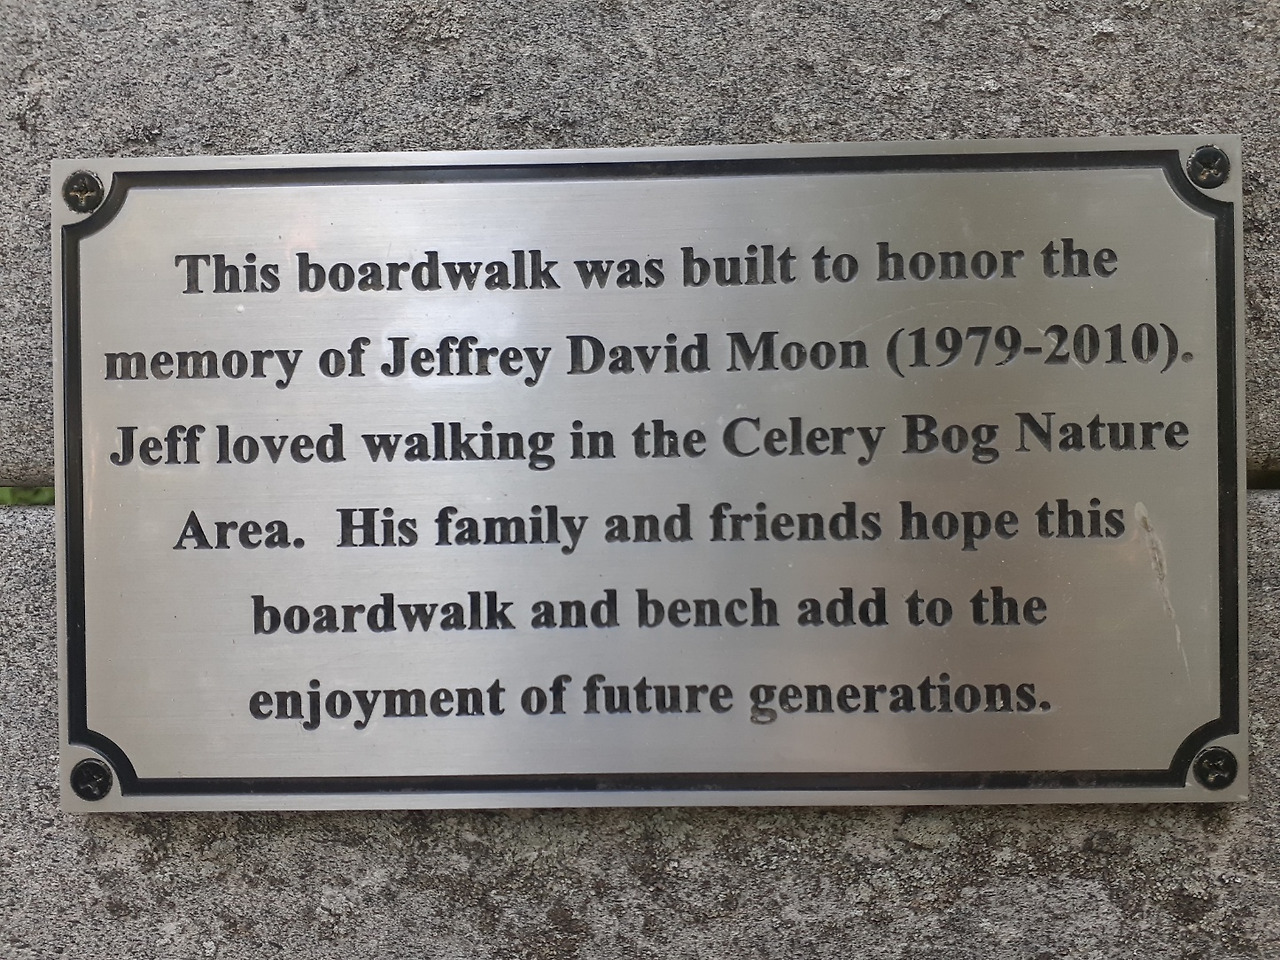 This boardwalk was built to honor the
memory of Jeffrey David Moon (1979-2010).
Jeff loved walking in the Celery Bog Nature
Area.  His family and friends hope this
boardwalk and bench add to the
enjoyment of future generations.